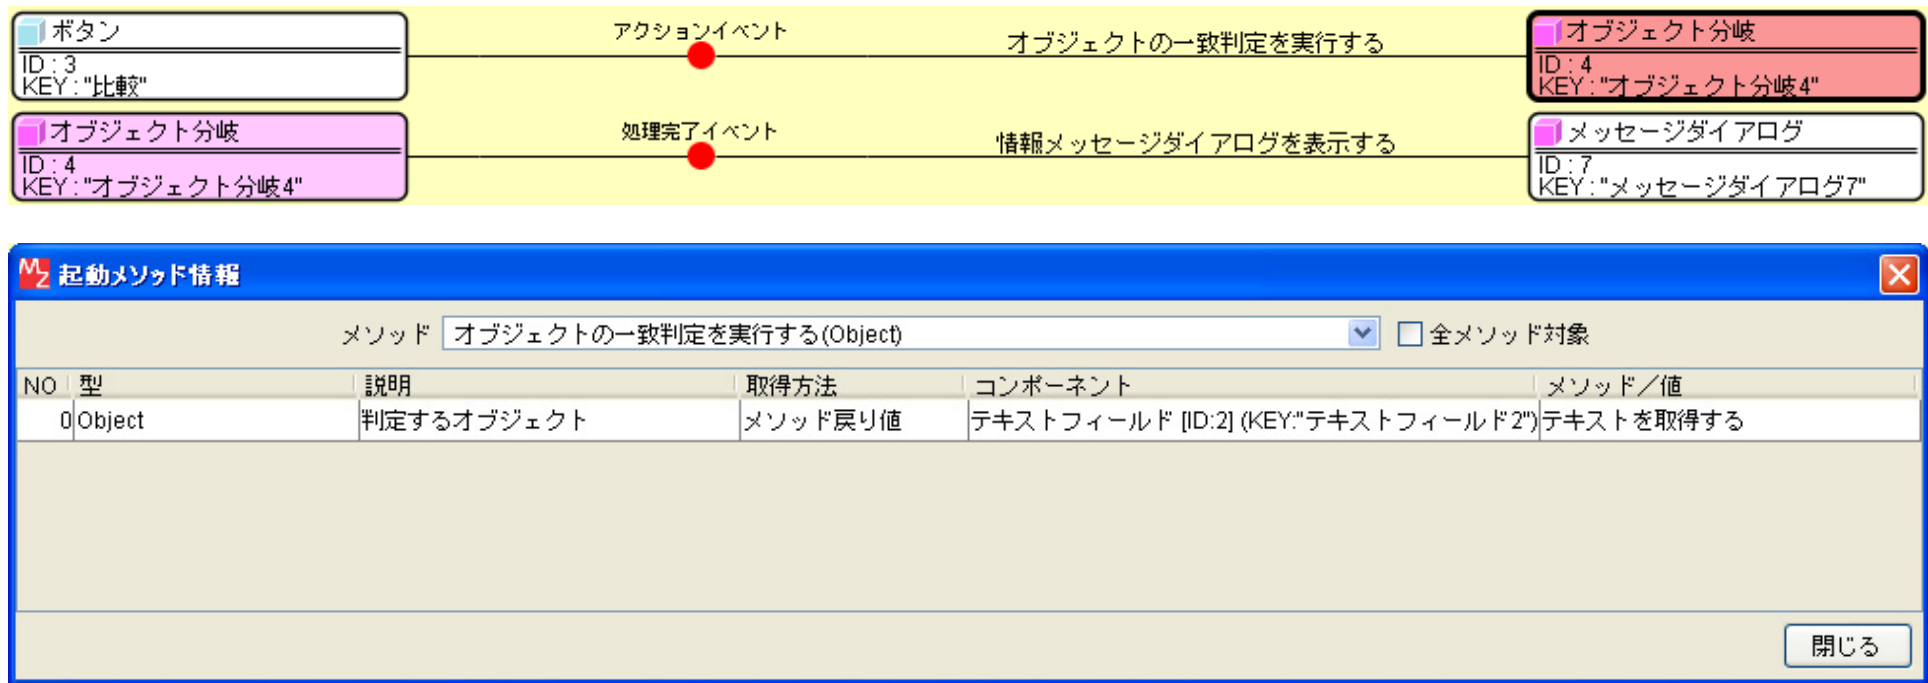 ボタン
ID : 3
KEY : "比較"
アクションイベント
オブジェクトの一致判定を実行する
オブジェクト分岐
ID : 4
KEY : "オブジェクト分岐4"
オブジェクト分岐
ID : 4
KEY : "オブジェクト分岐4"
処理完了イベント
情報メッセージダイアログを表示する
メッセージダイアログ
ID : 7
KEY : "メッセージダイアログ7"
MZ 起動メソッド情報
メソッド オブジェクトの一致判定を実行する(Object) 全メソッド対象
NO 型 説明 取得方法 コンポーネント メソッド/値
0 Object 判定するオブジェクト メソッド戻り値 テキストフィールド [ID:2] (KEY:"テキストフィールド2") テキストを取得する
閉じる